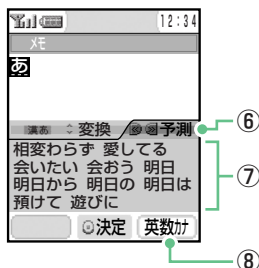 12:34
メモ
あ
漢あ 変換 予測 ⑥
相変わらず 愛してる
会いたい 会おう 明日
明日から 明日の 明日は
預けて 遊びに
⑦
決定 英数カナ
⑧